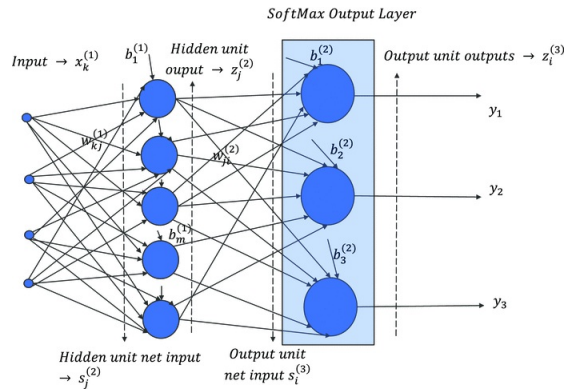 SoftMax Output Layer
Input → x_k^(1)
b_1^(1)
Hidden unit
ouput → z_j^(2)
b_1^(2)
Output unit outputs → z_i^(3)
w_kj^(1)
w_ji^(2)
y_1
b_2^(2)
y_2
b_m^(1)
b_3^(2)
y_3
Hidden unit net input
→ s_j^(2)
Output unit
net input s_i^(3)